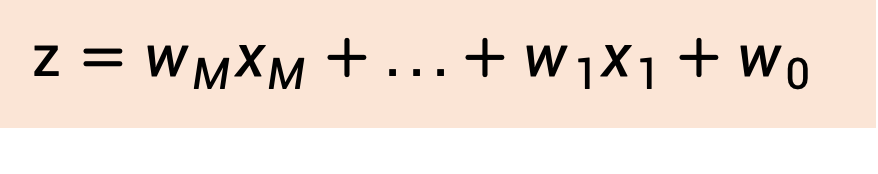 z = w_M x_M + ... + w_1 x_1 + w_0